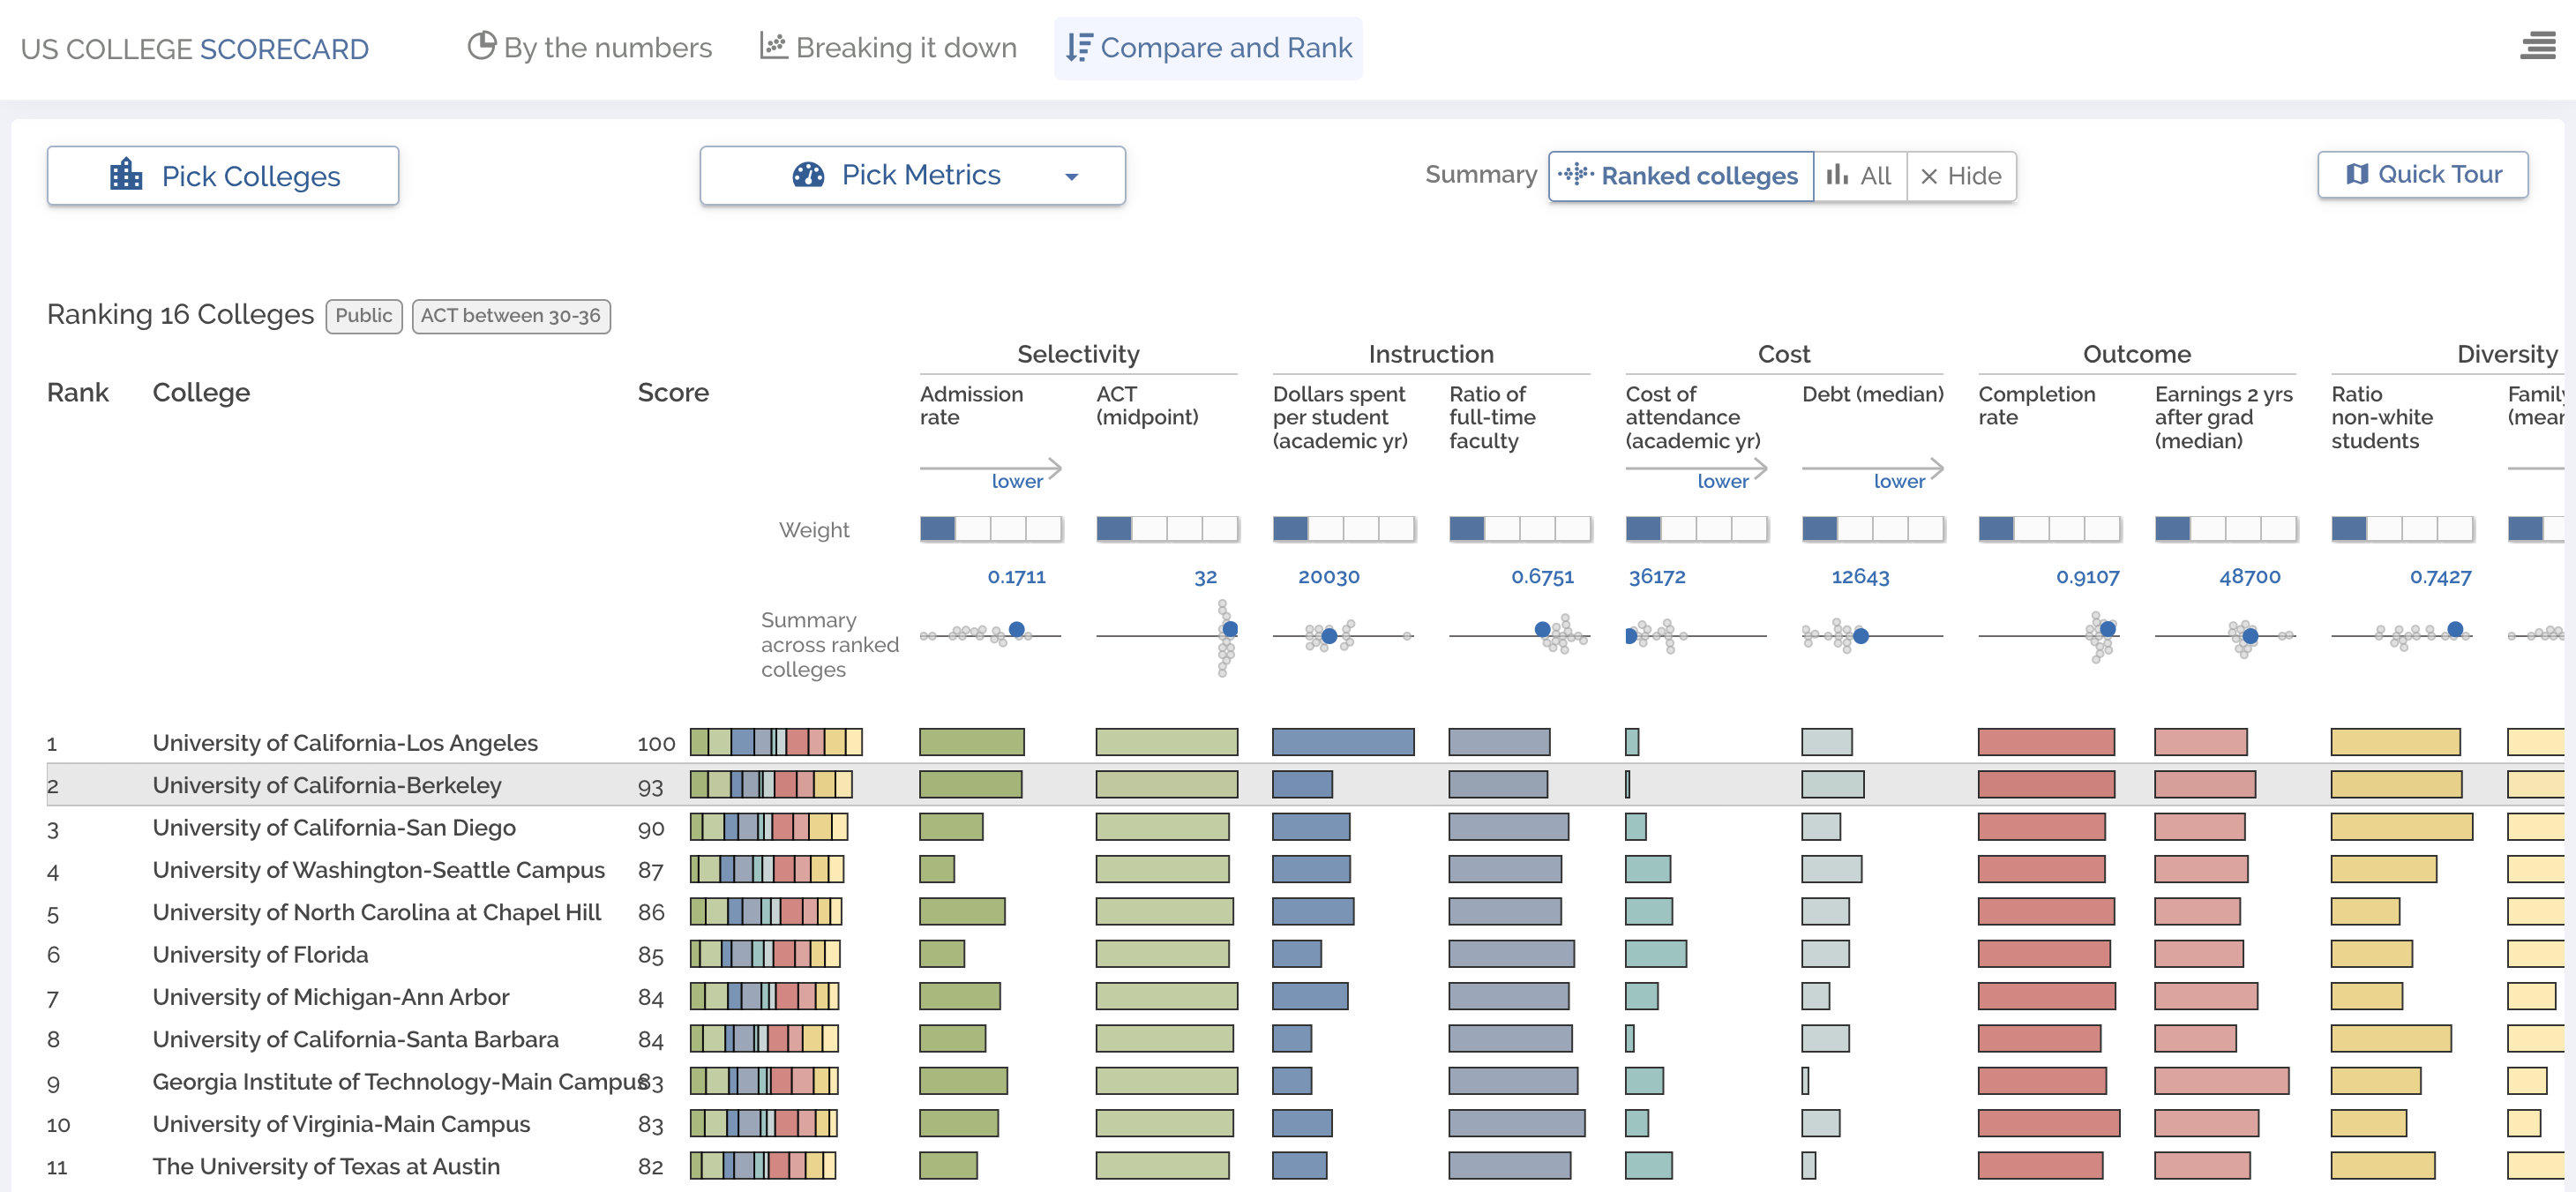 US COLLEGE SCORECARD
By the numbers
Breaking it down
Compare and Rank
Pick Colleges
Pick Metrics
Summary
Ranked colleges
All
Hide
Quick Tour
Ranking 16 Colleges
Public
ACT between 30-36
Selectivity
Instruction
Cost
Outcome
Diversity
Rank
College
Score
Admission
rate
ACT
(midpoint)
Dollars spent
per student
(academic yr)
Ratio of
full-time
faculty
Cost of
attendance
(academic yr)
Debt (median)
Completion
rate
Earnings 2 yrs
after grad
(median)
Ratio
non-white
students
lower
lower
lower
Weight
0.1711
32
20030
0.6751
36172
12643
0.9107
48700
0.7427
Summary
across ranked
colleges
1 University of California-Los Angeles 100
2 University of California-Berkeley 93
3 University of California-San Diego 90
4 University of Washington-Seattle Campus 87
5 University of North Carolina at Chapel Hill 86
6 University of Florida 85
7 University of Michigan-Ann Arbor 84
8 University of California-Santa Barbara 84
9 Georgia Institute of Technology-Main Campus 83
10 University of Virginia-Main Campus 83
11 The University of Texas at Austin 82